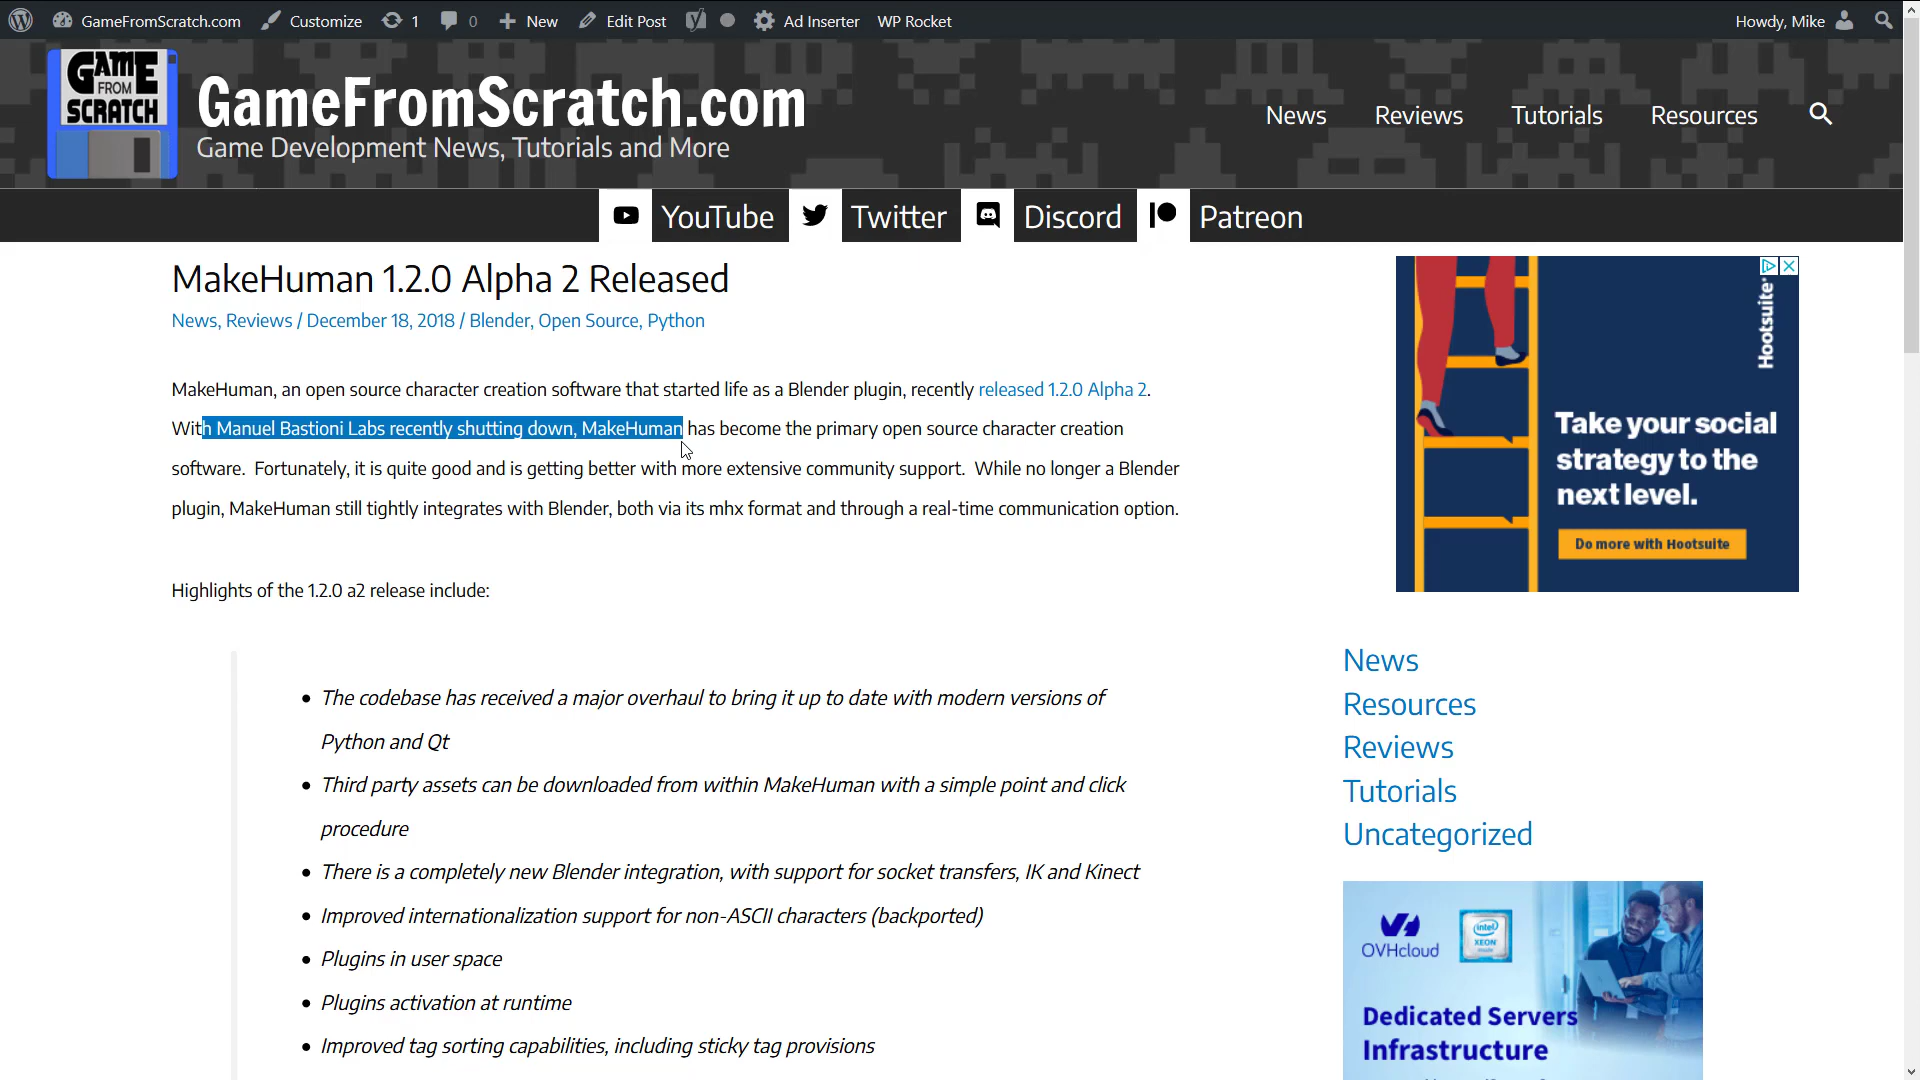 GameFromScratch.com Customize 1 0 New Edit Post Ad Inserter WP Rocket Howdy, Mike
GAME
FROM
SCRATCH
GameFromScratch.com
Game Development News, Tutorials and More
News Reviews Tutorials Resources
YouTube Twitter Discord Patreon
MakeHuman 1.2.0 Alpha 2 Released
News, Reviews / December 18, 2018 / Blender, Open Source, Python
MakeHuman, an open source character creation software that started life as a Blender plugin, recently released 1.2.0 Alpha 2.
With Manuel Bastioni Labs recently shutting down, MakeHuman has become the primary open source character creation
software.  Fortunately, it is quite good and is getting better with more extensive community support.  While no longer a Blender
plugin, MakeHuman still tightly integrates with Blender, both via its mhx format and through a real-time communication option.
Highlights of the 1.2.0 a2 release include:
• The codebase has received a major overhaul to bring it up to date with modern versions of
Python and Qt
• Third party assets can be downloaded from within MakeHuman with a simple point and click
procedure
• There is a completely new Blender integration, with support for socket transfers, IK and Kinect
• Improved internationalization support for non-ASCII characters (backported)
• Plugins in user space
• Plugins activation at runtime
• Improved tag sorting capabilities, including sticky tag provisions
Hootsuite
Take your social
strategy to the
next level.
Do more with Hootsuite
News
Resources
Reviews
Tutorials
Uncategorized
OVHcloud
intel
XEON
Dedicated Servers
Infrastructure